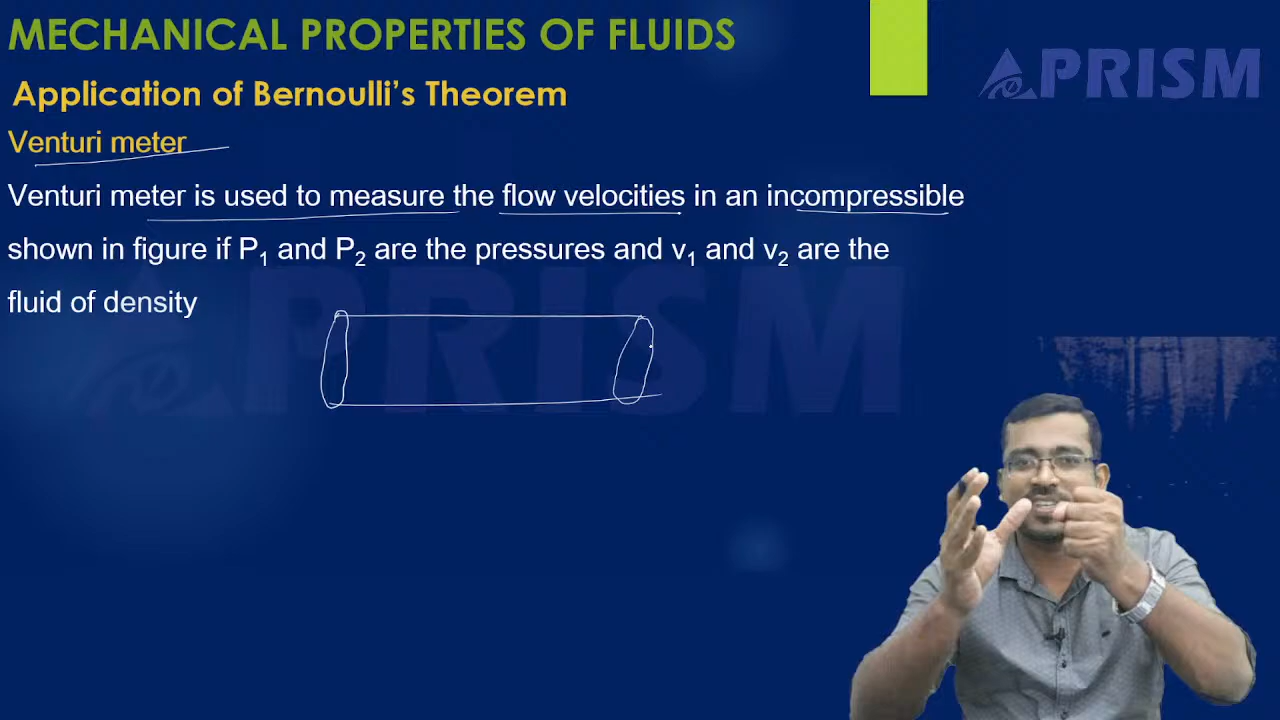 MECHANICAL PROPERTIES OF FLUIDS
PRISM
Application of Bernoulli's Theorem
Venturi meter
Venturi meter is used to measure the flow velocities in an incompressible
shown in figure if P₁ and P₂ are the pressures and v₁ and v₂ are the
fluid of density
PRISM